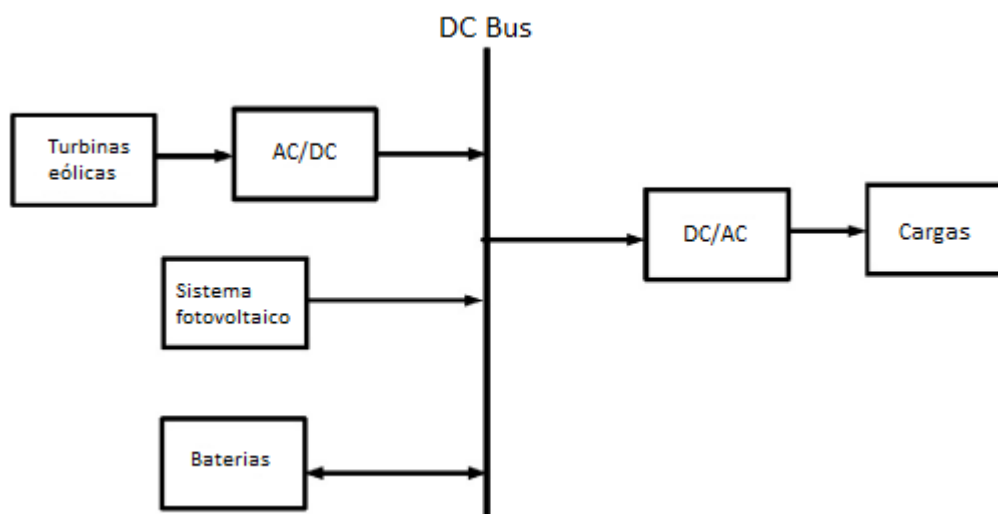 DC Bus
Turbinas
eólicas
AC/DC
DC/AC
Cargas
Sistema
fotovoltaico
Baterias